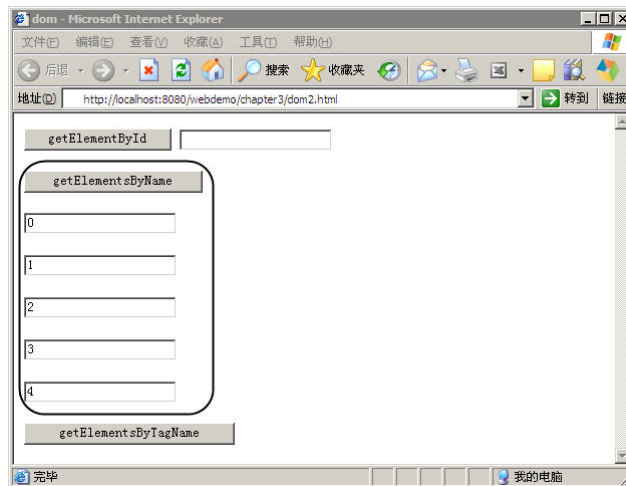 dom - Microsoft Internet Explorer
文件(F) 编辑(E) 查看(V) 收藏(A) 工具(T) 帮助(H)
后退 搜索 收藏夹
地址(D) http://localhost:8080/webdemo/chapter3/dom2.html 转到 链接
getElementById
getElementsByName
0
1
2
3
4
getElementsByTagName
完毕 我的电脑